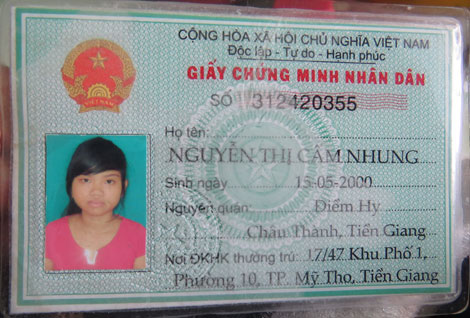 CỘNG HÒA XÃ HỘI CHỦ NGHĨA VIỆT NAM
Độc lập - Tự do - Hạnh phúc
GIẤY CHỨNG MINH NHÂN DÂN
SỐ 312420355
Họ tên:
NGUYỄN THỊ CẨM NHUNG
Sinh ngày 15-05-2000
Nguyên quán: Điềm Hy
Châu Thành, Tiền Giang
Nơi ĐKHK thường trú: 17/47 Khu Phố 1,
Phường 10, TP. Mỹ Tho, Tiền Giang
VIỆT NAM